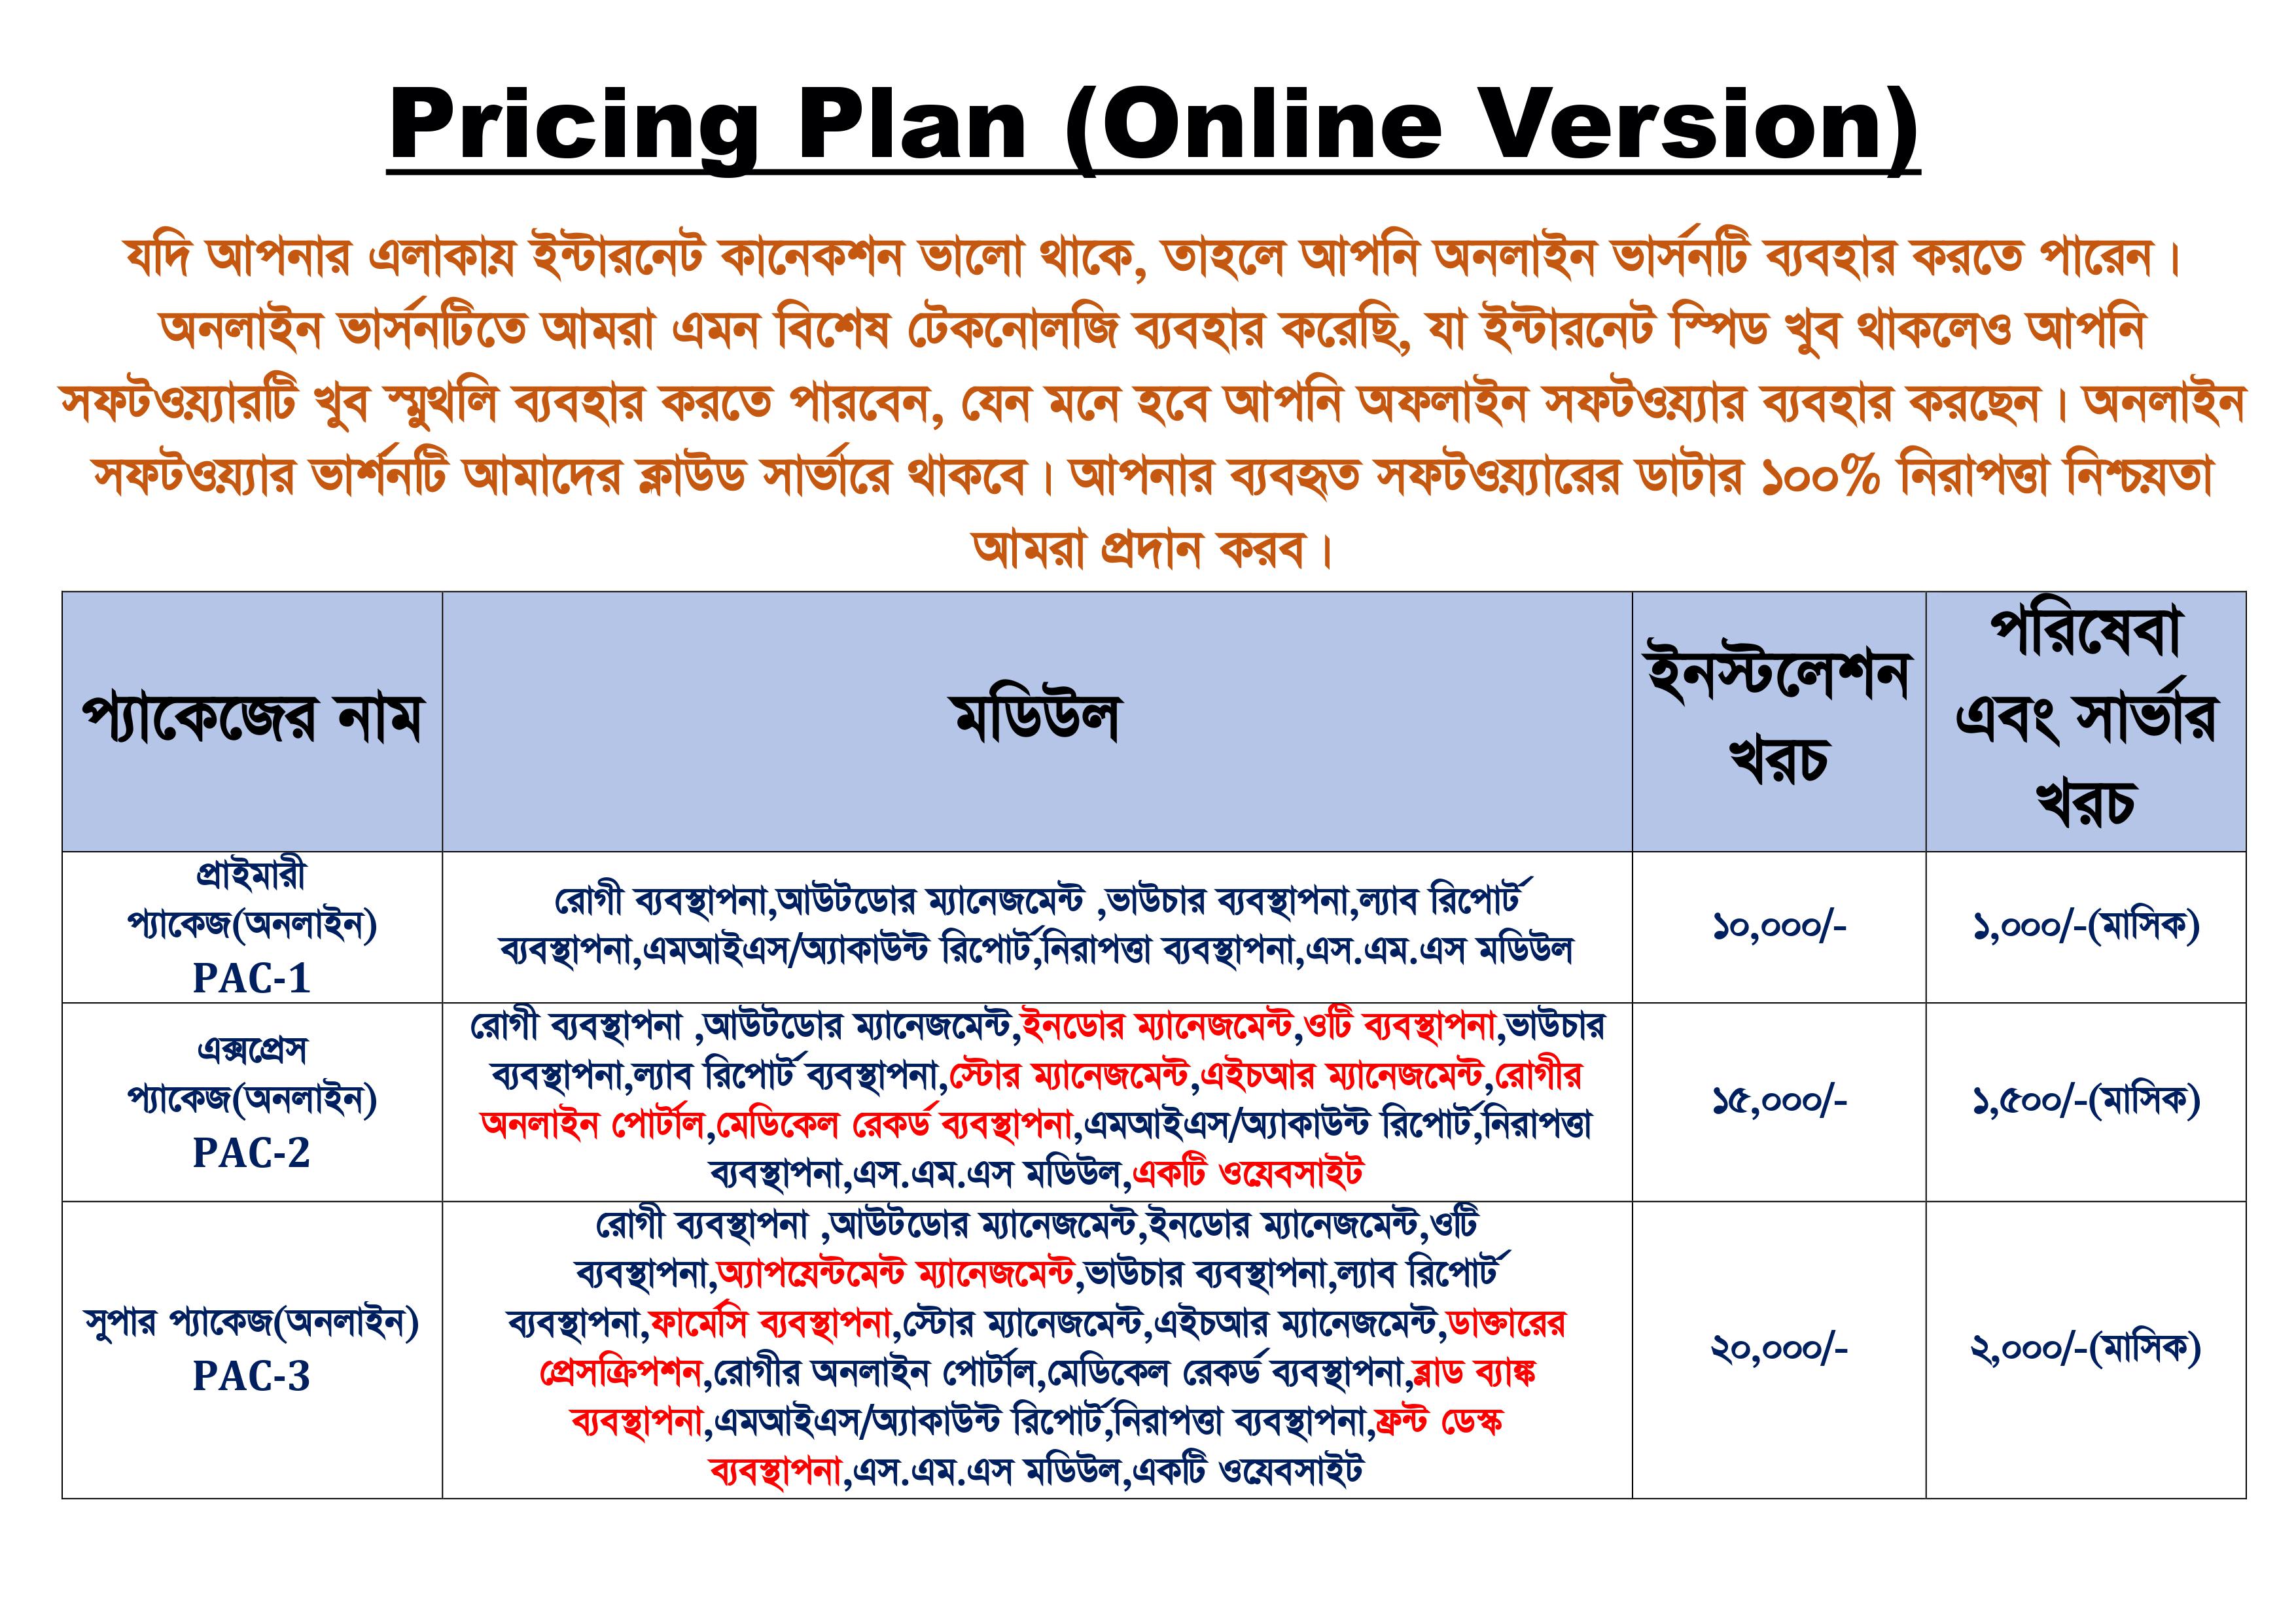 Pricing Plan (Online Version)
যদি আপনার এলাকায় ইন্টারনেট কানেকশন ভালো থাকে, তাহলে আপনি অনলাইন ভার্সনটি ব্যবহার করতে পারেন।
অনলাইন ভার্সনটিতে আমরা এমন বিশেষ টেকনোলজি ব্যবহার করেছি, যা ইন্টারনেট স্পিড খুব থাকলেও আপনি
সফটওয়্যারটি খুব স্মুথলি ব্যবহার করতে পারবেন, যেন মনে হবে আপনি অফলাইন সফটওয়্যার ব্যবহার করছেন। অনলাইন
সফটওয়্যার ভার্শনটি আমাদের ক্লাউড সার্ভারে থাকবে। আপনার ব্যবহৃত সফটওয়্যারের ডাটার ১০০% নিরাপত্তা নিশ্চয়তা
আমরা প্রদান করব।
প্যাকেজের নাম
মডিউল
ইনস্টলেশন
খরচ
পরিষেবা
এবং সার্ভার
খরচ
প্রাইমারী
প্যাকেজ(অনলাইন)
PAC-1
রোগী ব্যবস্থাপনা,আউটডোর ম্যানেজমেন্ট ,ভাউচার ব্যবস্থাপনা,ল্যাব রিপোর্ট
ব্যবস্থাপনা,এমআইএস/অ্যাকাউন্ট রিপোর্ট,নিরাপত্তা ব্যবস্থাপনা,এস.এম.এস মডিউল
১০,০০০/-
১,০০০/-(মাসিক)
এক্সপ্রেস
প্যাকেজ(অনলাইন)
PAC-2
রোগী ব্যবস্থাপনা ,আউটডোর ম্যানেজমেন্ট,ইনডোর ম্যানেজমেন্ট,ওটি ব্যবস্থাপনা,ভাউচার
ব্যবস্থাপনা,ল্যাব রিপোর্ট ব্যবস্থাপনা,স্টোর ম্যানেজমেন্ট,এইচআর ম্যানেজমেন্ট,রোগীর
অনলাইন পোর্টাল,মেডিকেল রেকর্ড ব্যবস্থাপনা,এমআইএস/অ্যাকাউন্ট রিপোর্ট,নিরাপত্তা
ব্যবস্থাপনা,এস.এম.এস মডিউল,একটি ওয়েবসাইট
১৫,০০০/-
১,৫০০/-(মাসিক)
সুপার প্যাকেজ(অনলাইন)
PAC-3
রোগী ব্যবস্থাপনা ,আউটডোর ম্যানেজমেন্ট,ইনডোর ম্যানেজমেন্ট,ওটি
ব্যবস্থাপনা,অ্যাপয়েন্টমেন্ট ম্যানেজমেন্ট,ভাউচার ব্যবস্থাপনা,ল্যাব রিপোর্ট
ব্যবস্থাপনা,ফার্মেসি ব্যবস্থাপনা,স্টোর ম্যানেজমেন্ট,এইচআর ম্যানেজমেন্ট,ডাক্তারের
প্রেসক্রিপশন,রোগীর অনলাইন পোর্টাল,মেডিকেল রেকর্ড ব্যবস্থাপনা,ব্লাড ব্যাঙ্ক
ব্যবস্থাপনা,এমআইএস/অ্যাকাউন্ট রিপোর্ট,নিরাপত্তা ব্যবস্থাপনা,ফ্রন্ট ডেস্ক
ব্যবস্থাপনা,এস.এম.এস মডিউল,একটি ওয়েবসাইট
২০,০০০/-
২,০০০/-(মাসিক)